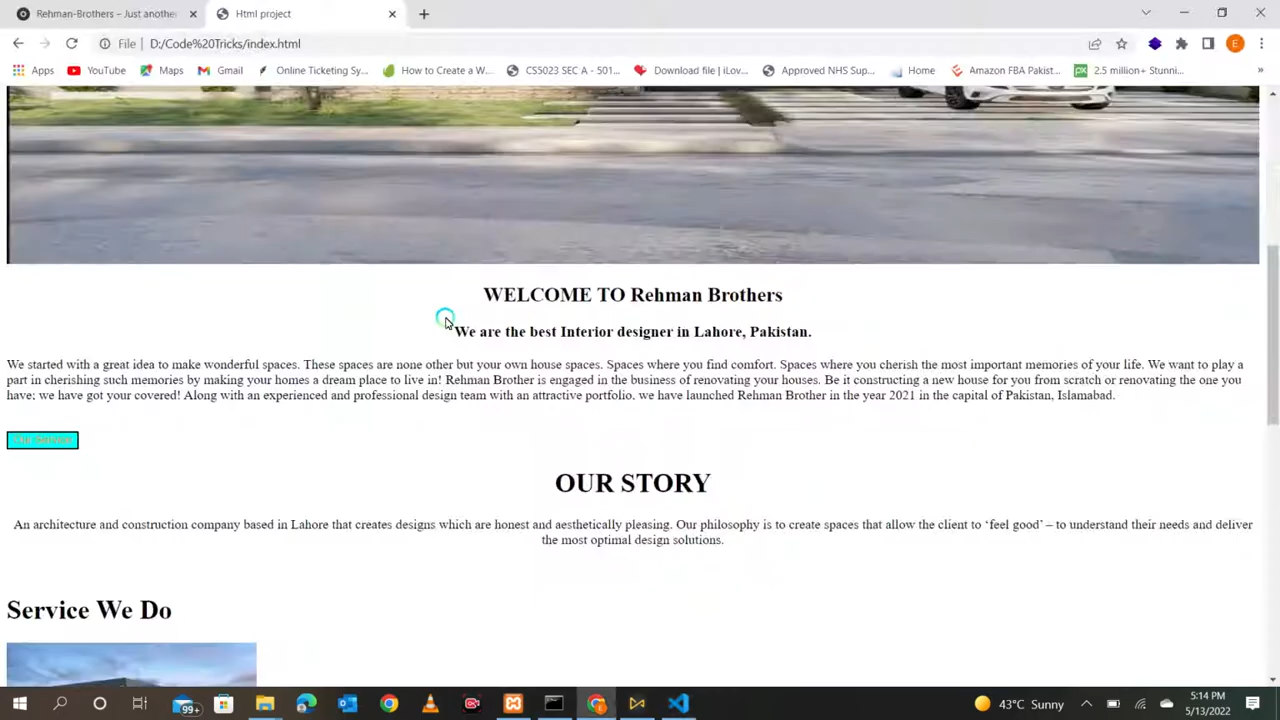 Rehman-Brothers – Just anothe
Html project
File | D:/Code%20Tricks/index.html
E
Apps
YouTube
Maps
Gmail
Online Ticketing Sy...
How to Create a W...
CS5023 SEC A - 501...
Download file | iLov...
Approved NHS Sup...
Home
Amazon FBA Pakist...
px
2.5 million+ Stunni...
»
WELCOME TO Rehman Brothers
We are the best Interior designer in Lahore, Pakistan.
We started with a great idea to make wonderful spaces. These spaces are none other but your own house spaces. Spaces where you find comfort. Spaces where you cherish the most important memories of your life. We want to play a
part in cherishing such memories by making your homes a dream place to live in! Rehman Brother is engaged in the business of renovating your houses. Be it constructing a new house for you from scratch or renovating the one you
have; we have got your covered! Along with an experienced and professional design team with an attractive portfolio, we have launched Rehman Brother in the year 2021 in the capital of Pakistan, Islamabad.
Our Service
OUR STORY
An architecture and construction company based in Lahore that creates designs which are honest and aesthetically pleasing. Our philosophy is to create spaces that allow the client to ‘feel good’ – to understand their needs and deliver
the most optimal design solutions.
Service We Do
99+
43°C Sunny
5:14 PM
5/13/2022